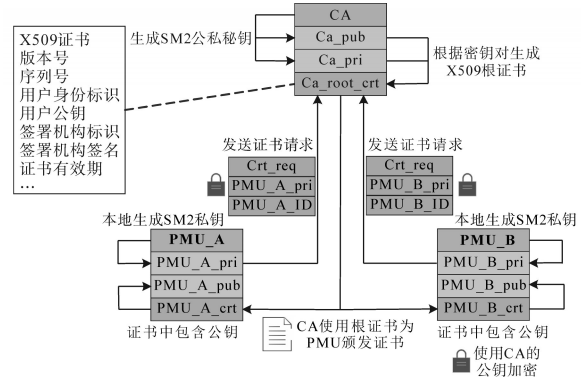 X509证书
版本号
序列号
用户身份标识
用户公钥
签署机构标识
签署机构签名
证书有效期
…
生成SM2公私秘钥
CA
Ca_pub
Ca_pri
Ca_root_crt
根据密钥对生成
X509根证书
发送证书请求
Crt_req
PMU_A_pri
PMU_A_ID
发送证书请求
Crt_req
PMU_B_pri
PMU_B_ID
本地生成SM2私钥
PMU_A
PMU_A_pri
PMU_A_pub
PMU_A_crt
证书中包含公钥
CA使用根证书为
PMU颁发证书
本地生成SM2私钥
PMU_B
PMU_B_pri
PMU_B_pub
PMU_B_crt
证书中包含公钥
使用CA的
公钥加密